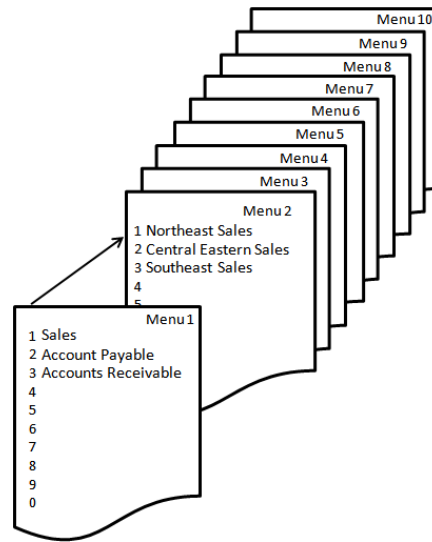 Menu 10
Menu 9
Menu 8
Menu 7
Menu 6
Menu 5
Menu 4
Menu 3
Menu 2
1 Northeast Sales
2 Central Eastern Sales
3 Southeast Sales
4
5
Menu 1
1 Sales
2 Account Payable
3 Accounts Receivable
4
5
6
7
8
9
0